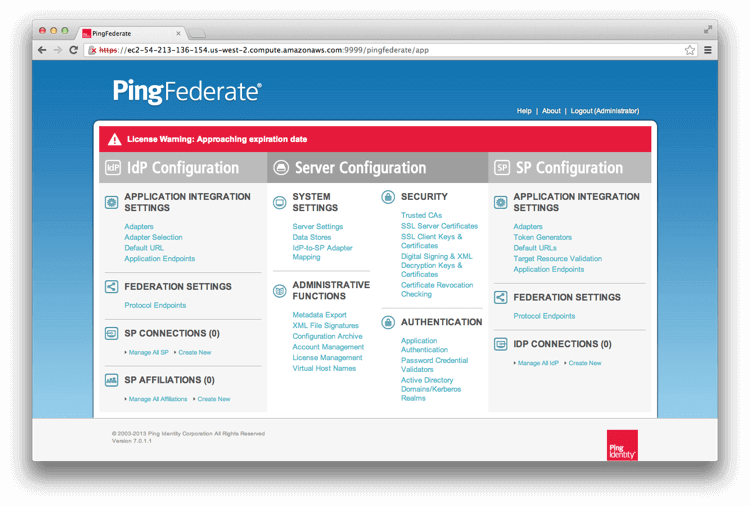 PingFederate
https://ec2-54-213-136-154.us-west-2.compute.amazonaws.com:9999/pingfederate/app
PingFederate®
Help | About | Logout (Administrator)
License Warning: Approaching expiration date
IdP IdP Configuration
APPLICATION INTEGRATION
SETTINGS
Adapters
Adapter Selection
Default URL
Application Endpoints
FEDERATION SETTINGS
Protocol Endpoints
SP CONNECTIONS (0)
Manage All SP Create New
SP AFFILIATIONS (0)
Manage All Affiliations Create New
Server Configuration
SYSTEM
SETTINGS
Server Settings
Data Stores
IdP-to-SP Adapter
Mapping
ADMINISTRATIVE
FUNCTIONS
Metadata Export
XML File Signatures
Configuration Archive
Account Management
License Management
Virtual Host Names
SECURITY
Trusted CAs
SSL Server Certificates
SSL Client Keys &
Certificates
Digital Signing & XML
Decryption Keys &
Certificates
Certificate Revocation
Checking
AUTHENTICATION
Application
Authentication
Password Credential
Validators
Active Directory
Domains/Kerberos
Realms
SP SP Configuration
APPLICATION INTEGRATION
SETTINGS
Adapters
Token Generators
Default URLs
Target Resource Validation
Application Endpoints
FEDERATION SETTINGS
Protocol Endpoints
IDP CONNECTIONS (0)
Manage All IdP Create New
© 2003-2013 Ping Identity Corporation All Rights Reserved
Version 7.0.1.1
Ping
Identity®